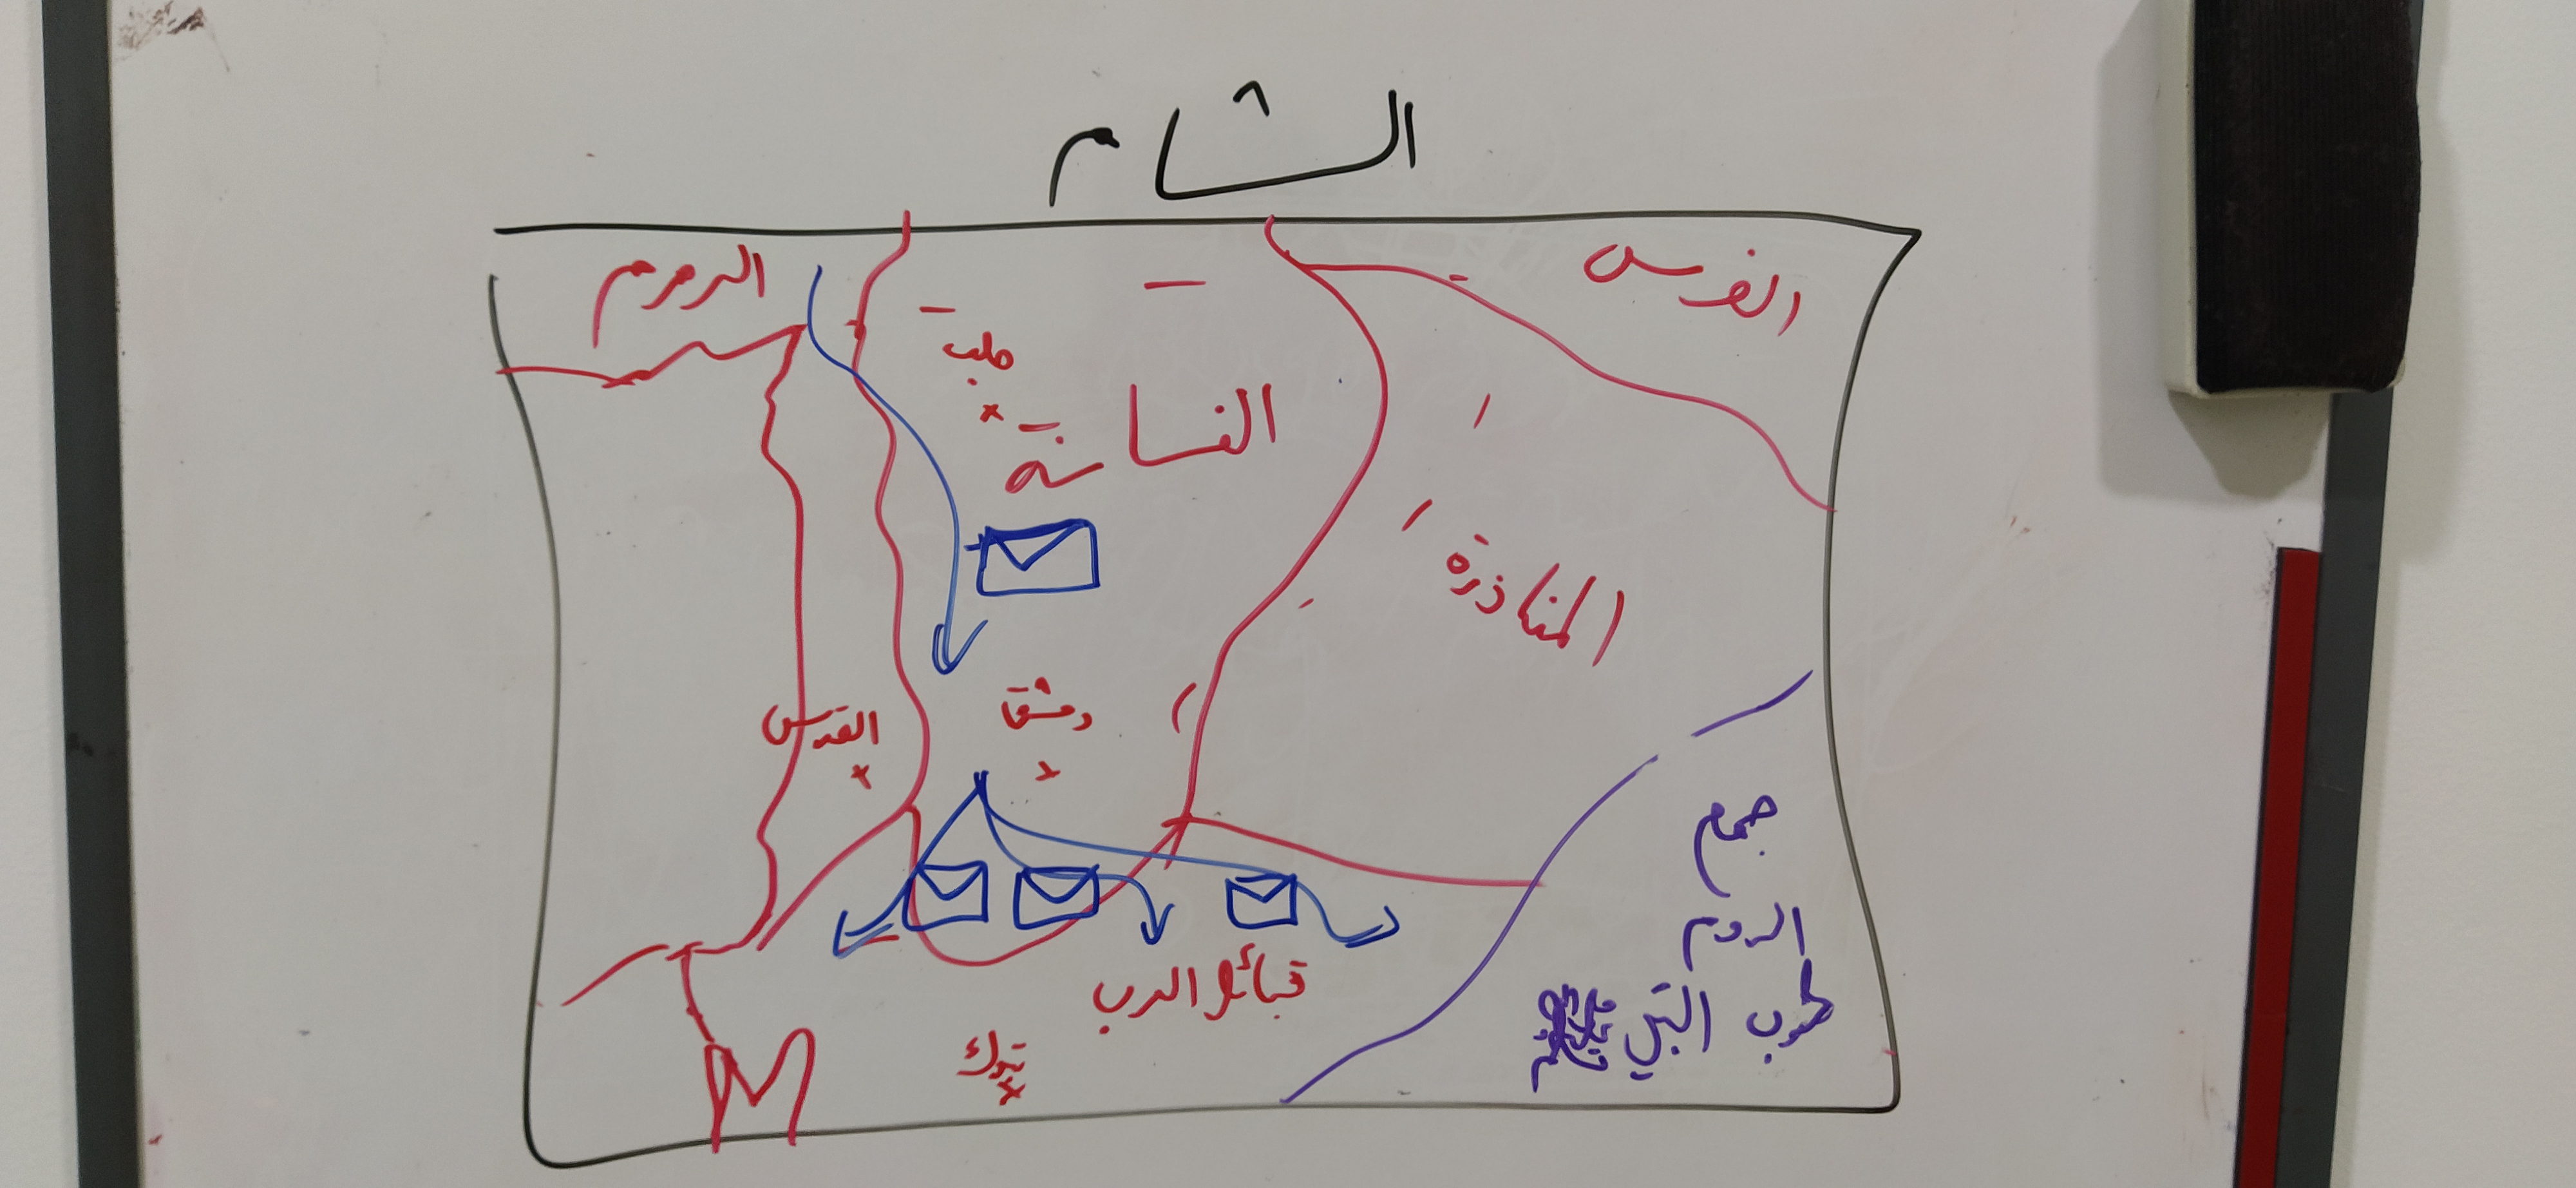 الشام
الروم
الفرس
حلب
الغساسنة
المناذرة
القدس
دمشق
قبائل العرب
تبوك
جمع
الروم
لحرب النبي ﷺ